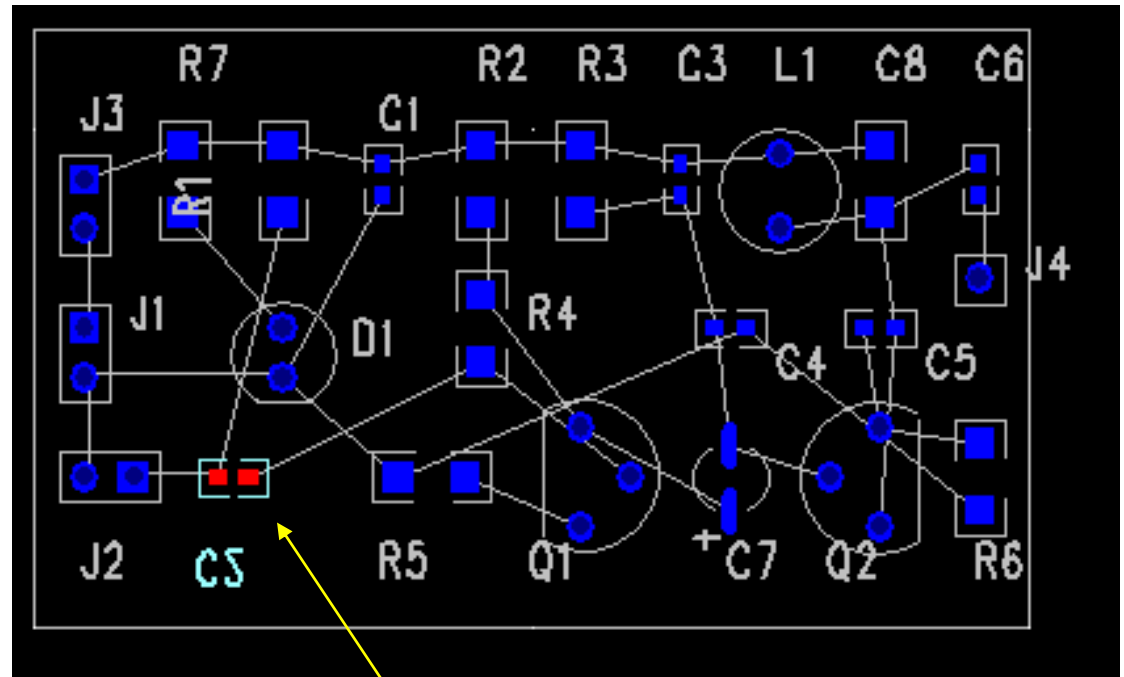 R7 R2 R3 C3 L1 C8 C6
J3 C1
R1
J4
J1 R4
D1 C4 C5
+
J2 C2 R5 Q1 C7 Q2 R6